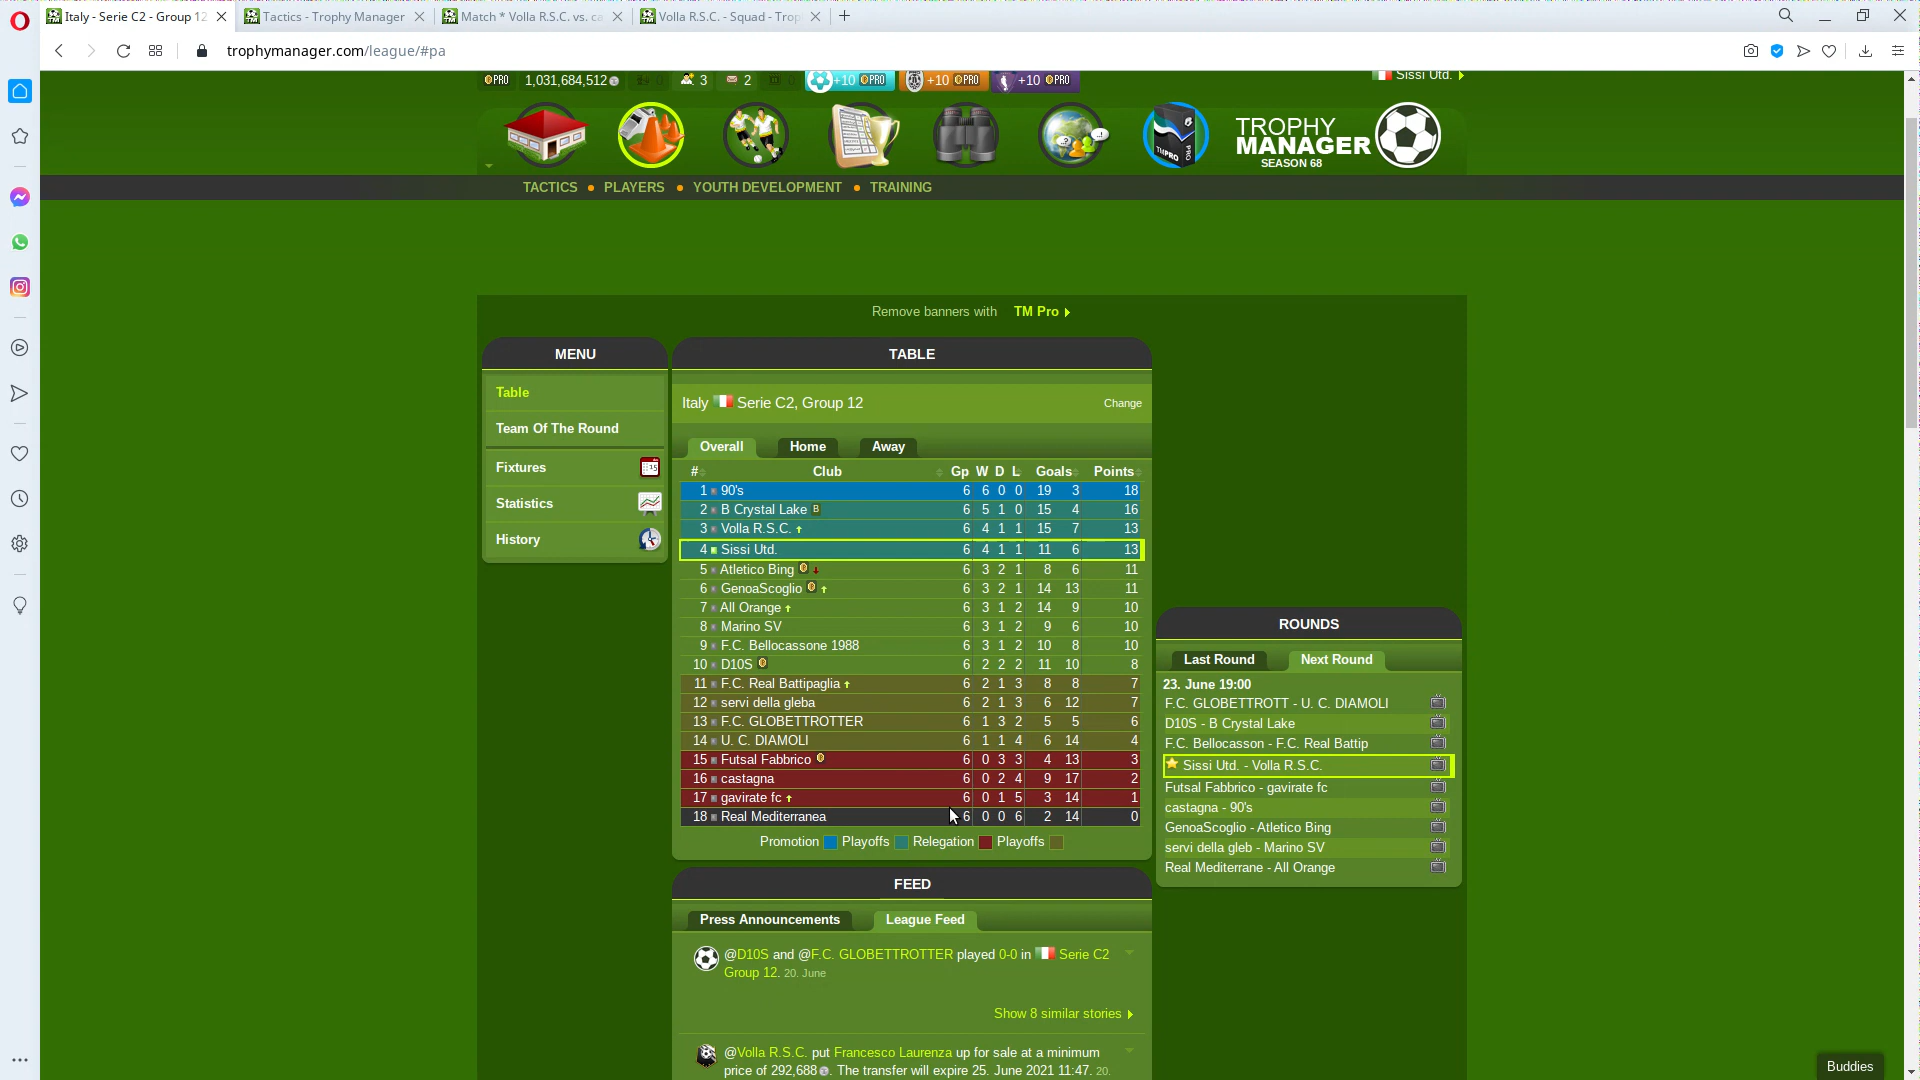 Italy - Serie C2 - Group 12
Tactics - Trophy Manager
Match * Volla R.S.C. vs. ca
Volla R.S.C. - Squad - Trop
trophymanager.com/league/#pa
PRO 1,031,684,512 0 3 2 0 +10 PRO +10 PRO +10 PRO
Sissi Utd.
TROPHY
MANAGER
SEASON 68
TACTICS • PLAYERS • YOUTH DEVELOPMENT • TRAINING
Remove banners with TM Pro
MENU
Table
Team Of The Round
Fixtures
Statistics
History
TABLE
Italy Serie C2, Group 12
Change
Overall Home Away
# Club Gp W D L Goals Points
1 90's 6 6 0 0 19 3 18
2 B Crystal Lake B 6 5 1 0 15 4 16
3 Volla R.S.C. 6 4 1 1 15 7 13
4 Sissi Utd. 6 4 1 1 11 6 13
5 Atletico Bing 6 3 2 1 8 6 11
6 GenoaScoglio 6 3 2 1 14 13 11
7 All Orange 6 3 1 2 14 9 10
8 Marino SV 6 3 1 2 9 6 10
9 F.C. Bellocassone 1988 6 3 1 2 10 8 10
10 D10S 6 2 2 2 11 10 8
11 F.C. Real Battipaglia 6 2 1 3 8 8 7
12 servi della gleba 6 2 1 3 6 12 7
13 F.C. GLOBETTROTTER 6 1 3 2 5 5 6
14 U. C. DIAMOLI 6 1 1 4 6 14 4
15 Futsal Fabbrico 6 0 3 3 4 13 3
16 castagna 6 0 2 4 9 17 2
17 gavirate fc 6 0 1 5 3 14 1
18 Real Mediterranea 6 0 0 6 2 14 0
Promotion Playoffs Relegation Playoffs
ROUNDS
Last Round Next Round
23. June 19:00
F.C. GLOBETTROTT - U. C. DIAMOLI
D10S - B Crystal Lake
F.C. Bellocasson - F.C. Real Battip
Sissi Utd. - Volla R.S.C.
Futsal Fabbrico - gavirate fc
castagna - 90's
GenoaScoglio - Atletico Bing
servi della gleb - Marino SV
Real Mediterrane - All Orange
FEED
Press Announcements League Feed
@D10S and @F.C. GLOBETTROTTER played 0-0 in Serie C2
Group 12. 20. June
Show 8 similar stories
@Volla R.S.C. put Francesco Laurenza up for sale at a minimum
price of 292,688. The transfer will expire 25. June 2021 11:47. 20.
Buddies